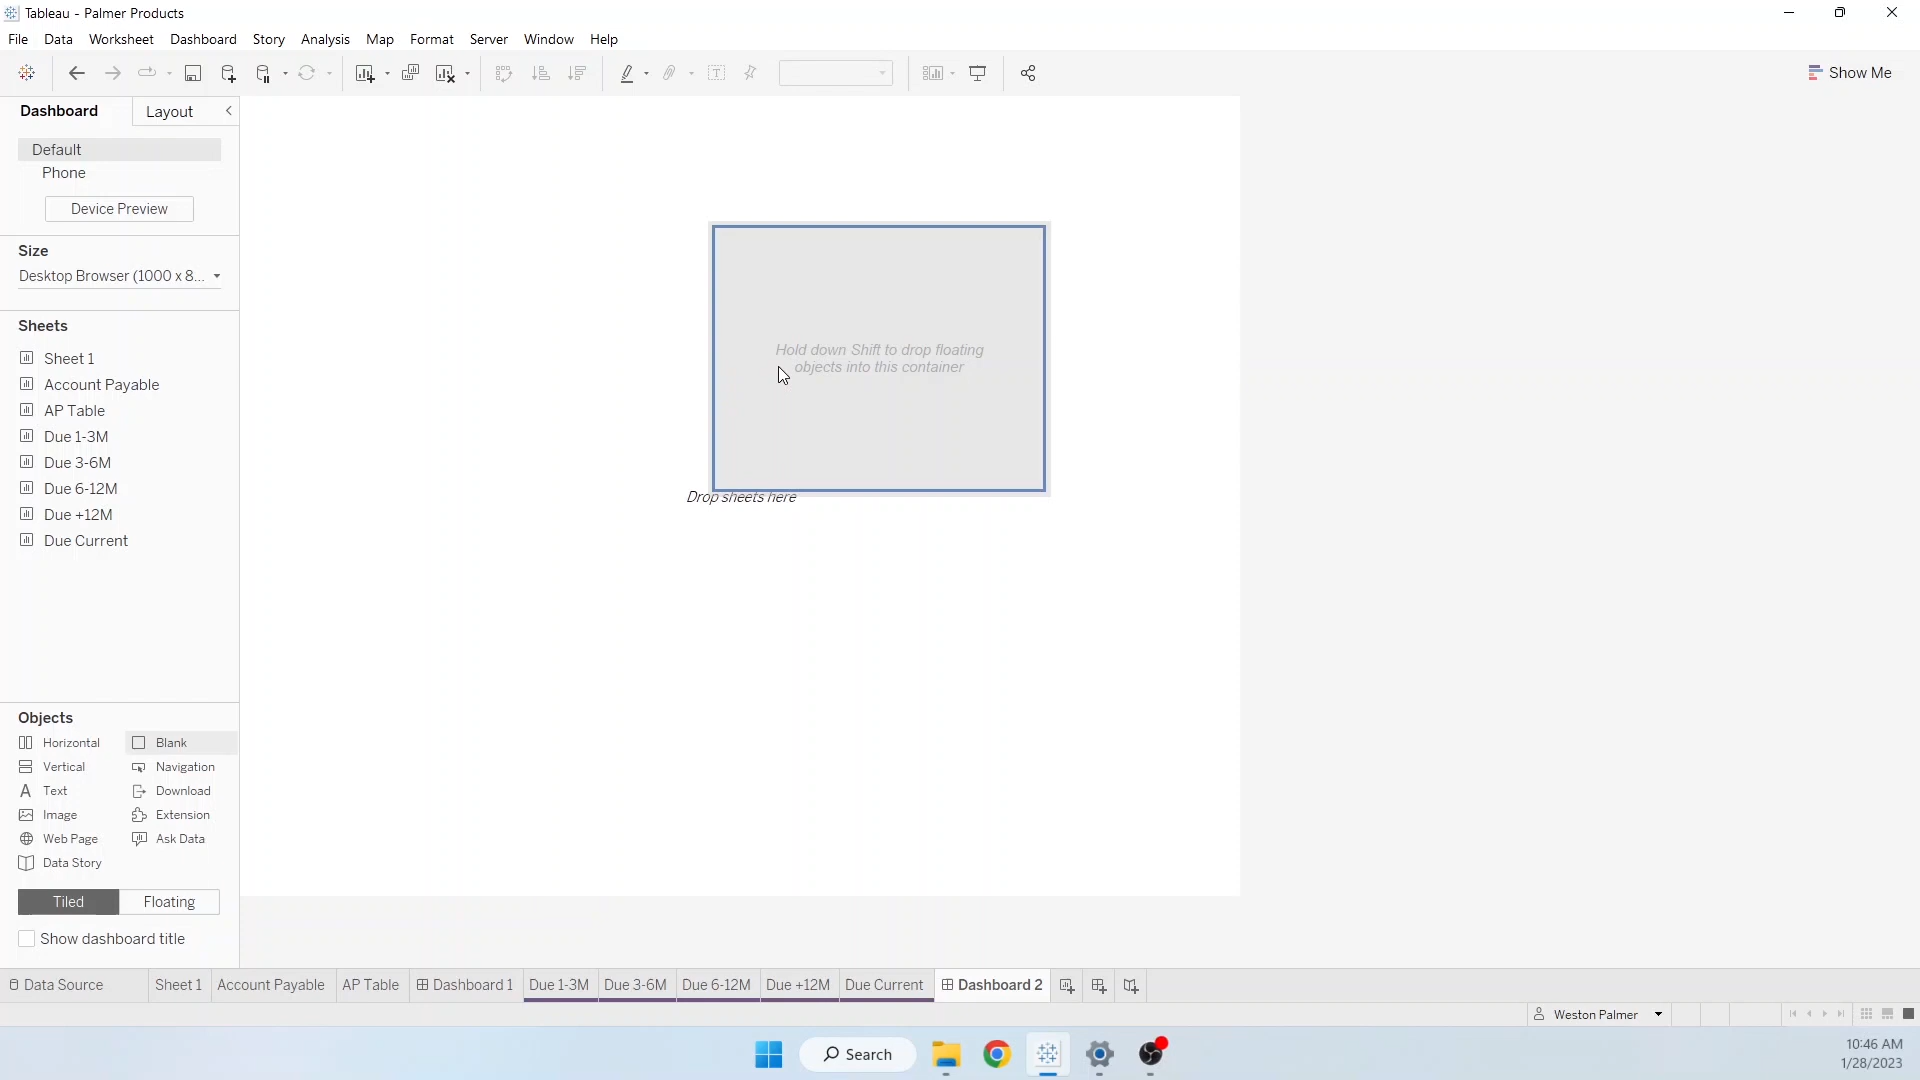 Tableau - Palmer Products
File Data Worksheet Dashboard Story Analysis Map Format Server Window Help
Show Me
Dashboard Layout
Default
Phone
Device Preview
Size
Desktop Browser (1000 x 8...
Sheets
Sheet 1
Account Payable
AP Table
Due 1-3M
Due 3-6M
Due 6-12M
Due +12M
Due Current
Hold down Shift to drop floating
objects into this container
Drop sheets here
Objects
Horizontal Blank
Vertical Navigation
Text Download
Image Extension
Web Page Ask Data
Data Story
Tiled Floating
Show dashboard title
Data Source Sheet 1 Account Payable AP Table Dashboard 1 Due 1-3M Due 3-6M Due 6-12M Due +12M Due Current Dashboard 2
Weston Palmer
Search
10:46 AM
1/28/2023